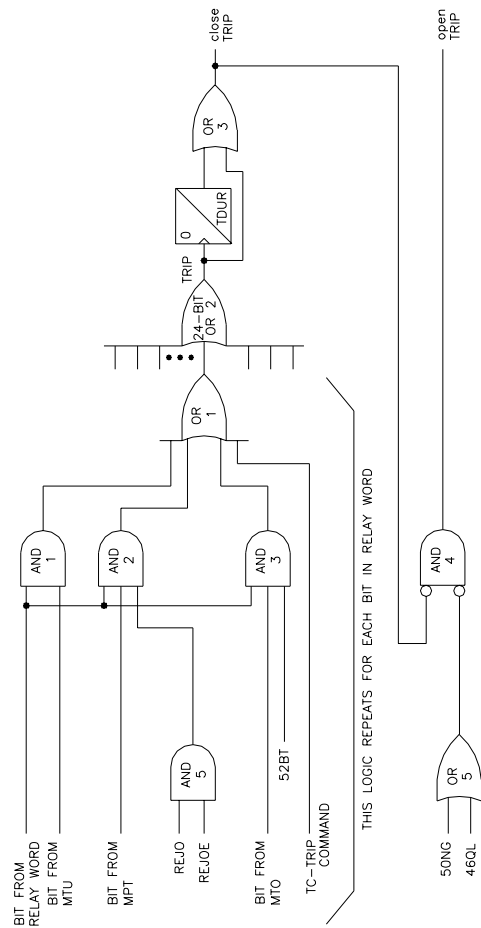 BIT FROM
RELAY WORD
BIT FROM
MTU
BIT FROM
MPT
REJO
REJOE
BIT FROM
MTO
52BT
TC-TRIP
COMMAND
AND
1
AND
2
AND
5
AND
3
OR
1
24-BIT
OR 2
TRIP
0
TDUR
OR
3
close
TRIP
THIS LOGIC REPEATS FOR EACH BIT IN RELAY WORD
50NG
46QL
OR
5
AND
4
open
TRIP